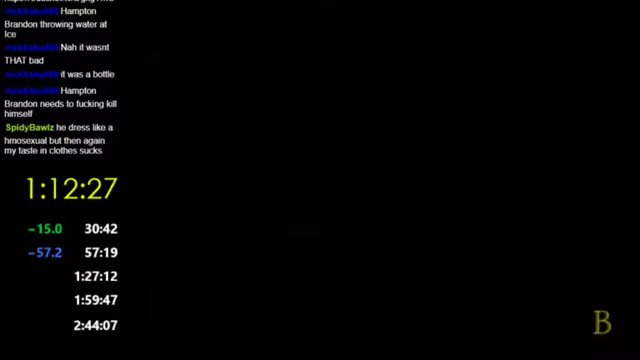 Hampton
Brandon throwing water at
Ice
Nah it wasnt
THAT bad
it was a bottle
Hampton
Brandon needs to fucking kill
himself
SpidyBawlz he dress like a
hmosexual but then again
my taste in clothes sucks
1:12:27
-15.0 30:42
-57.2 57:19
1:27:12
1:59:47
2:44:07
B